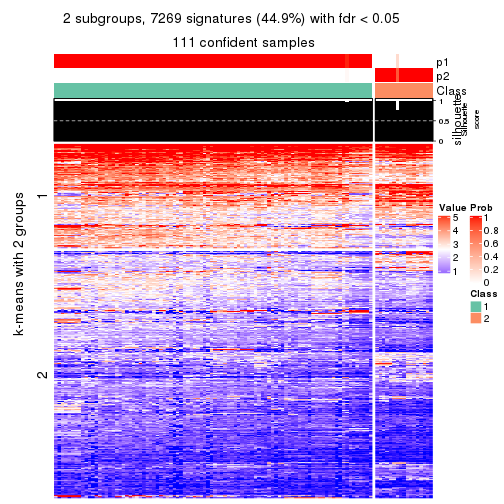 2 subgroups, 7269 signatures (44.9%) with fdr < 0.05
111 confident samples
p1
p2
Class
1
0.5
0
silhouette
Silhouette
score
k-means with 2 groups
1
2
Value
5
4
3
2
1
Prob
1
0.8
0.6
0.4
0.2
0
Class
1
2